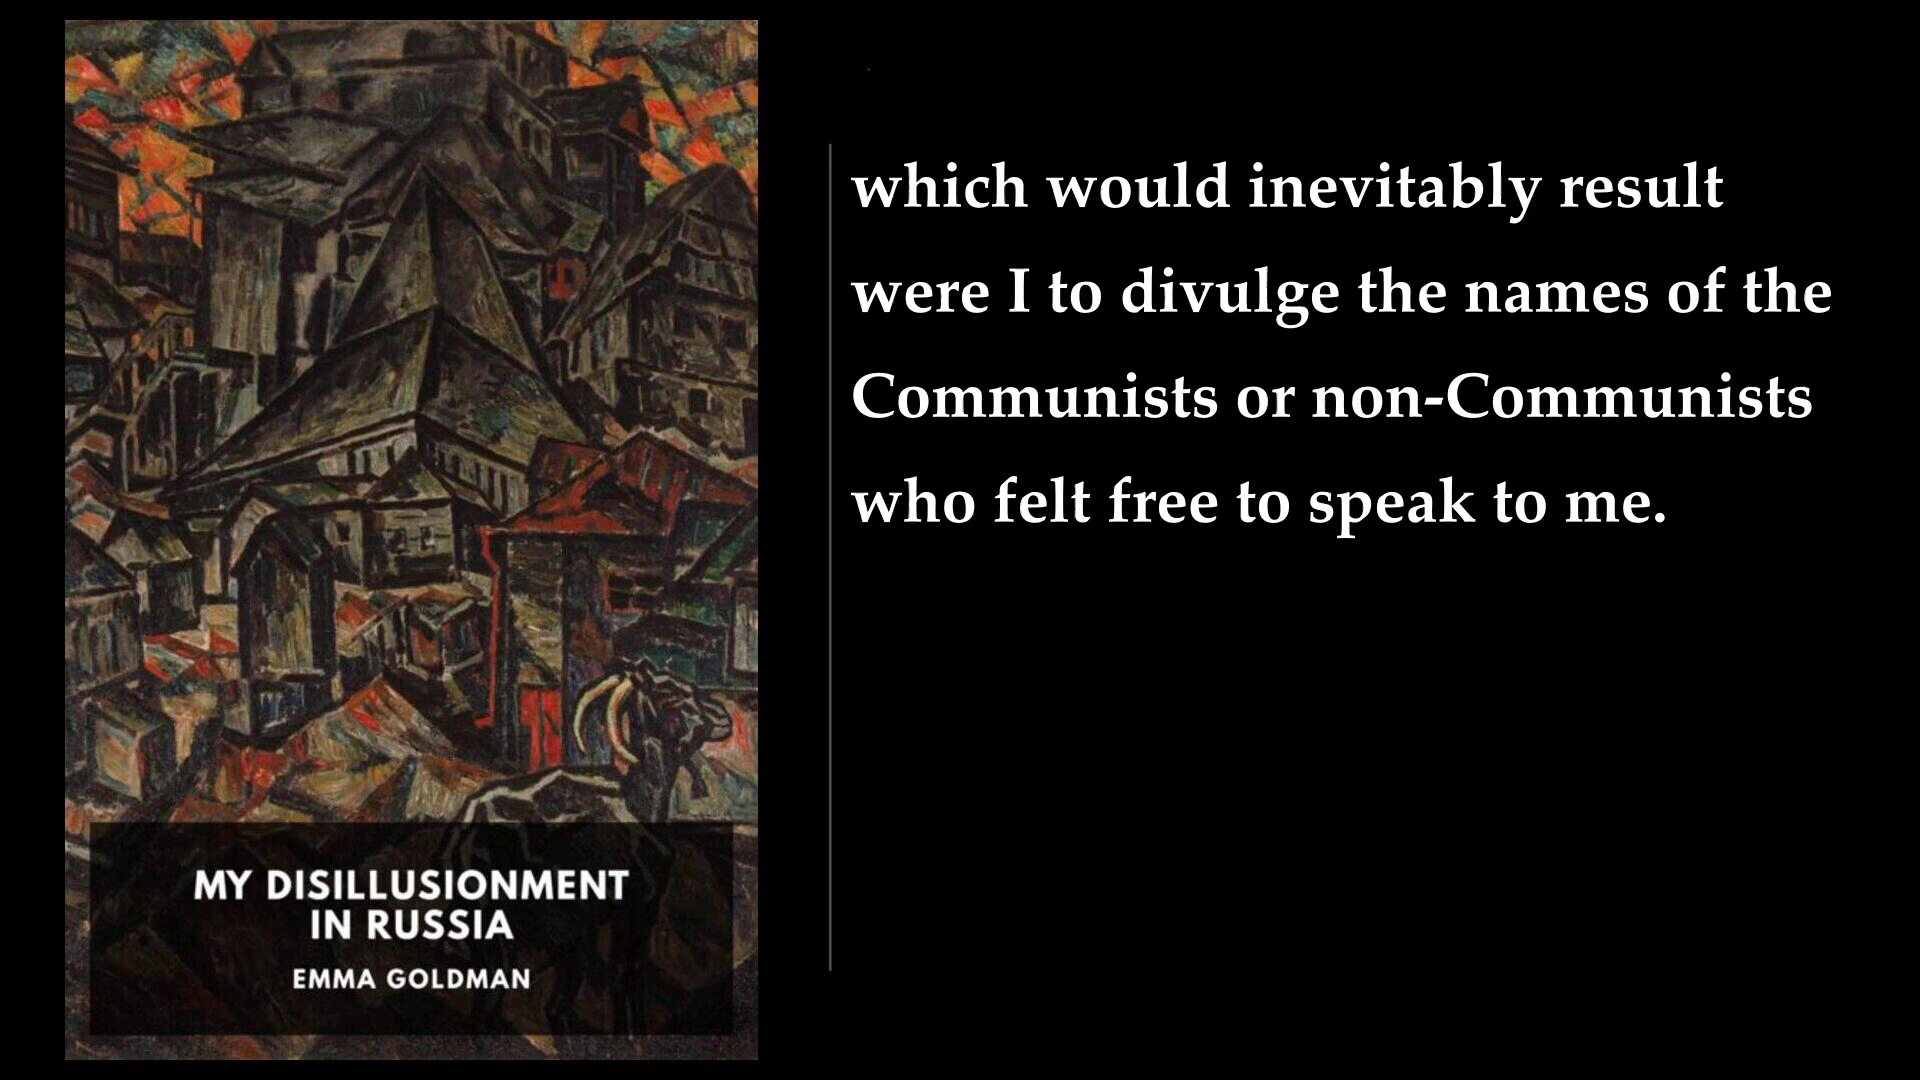 MY DISILLUSIONMENT
IN RUSSIA
EMMA GOLDMAN
which would inevitably result
were I to divulge the names of the
Communists or non-Communists
who felt free to speak to me.